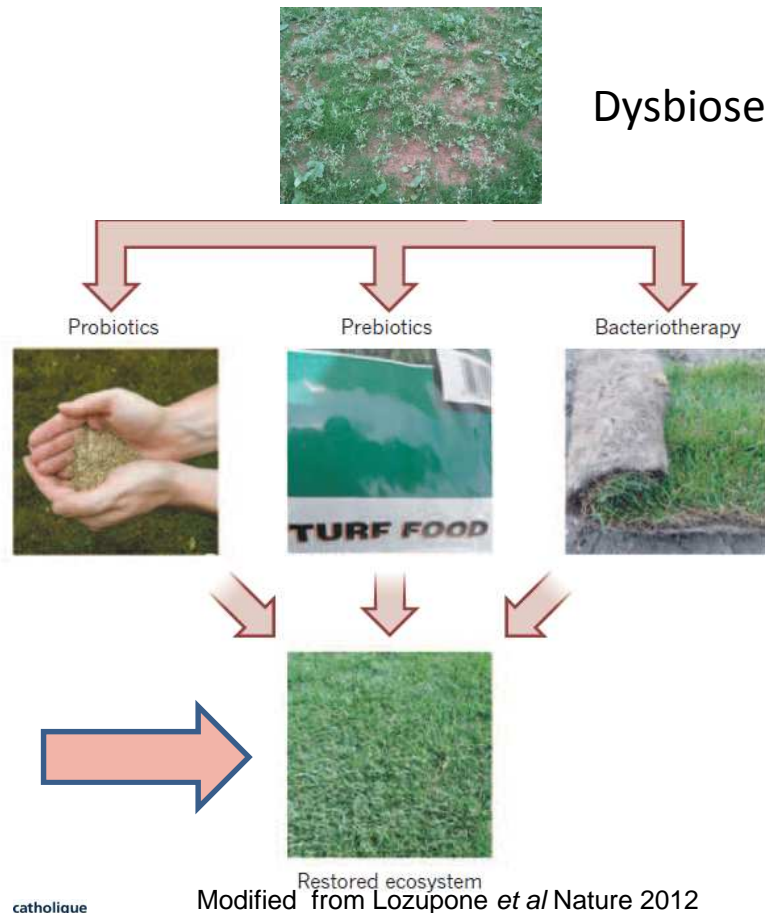 Dysbiose
Probiotics
Prebiotics
Bacteriotherapy
TURF FOOD
Restored ecosystem
catholique
Modified from Lozupone et al Nature 2012